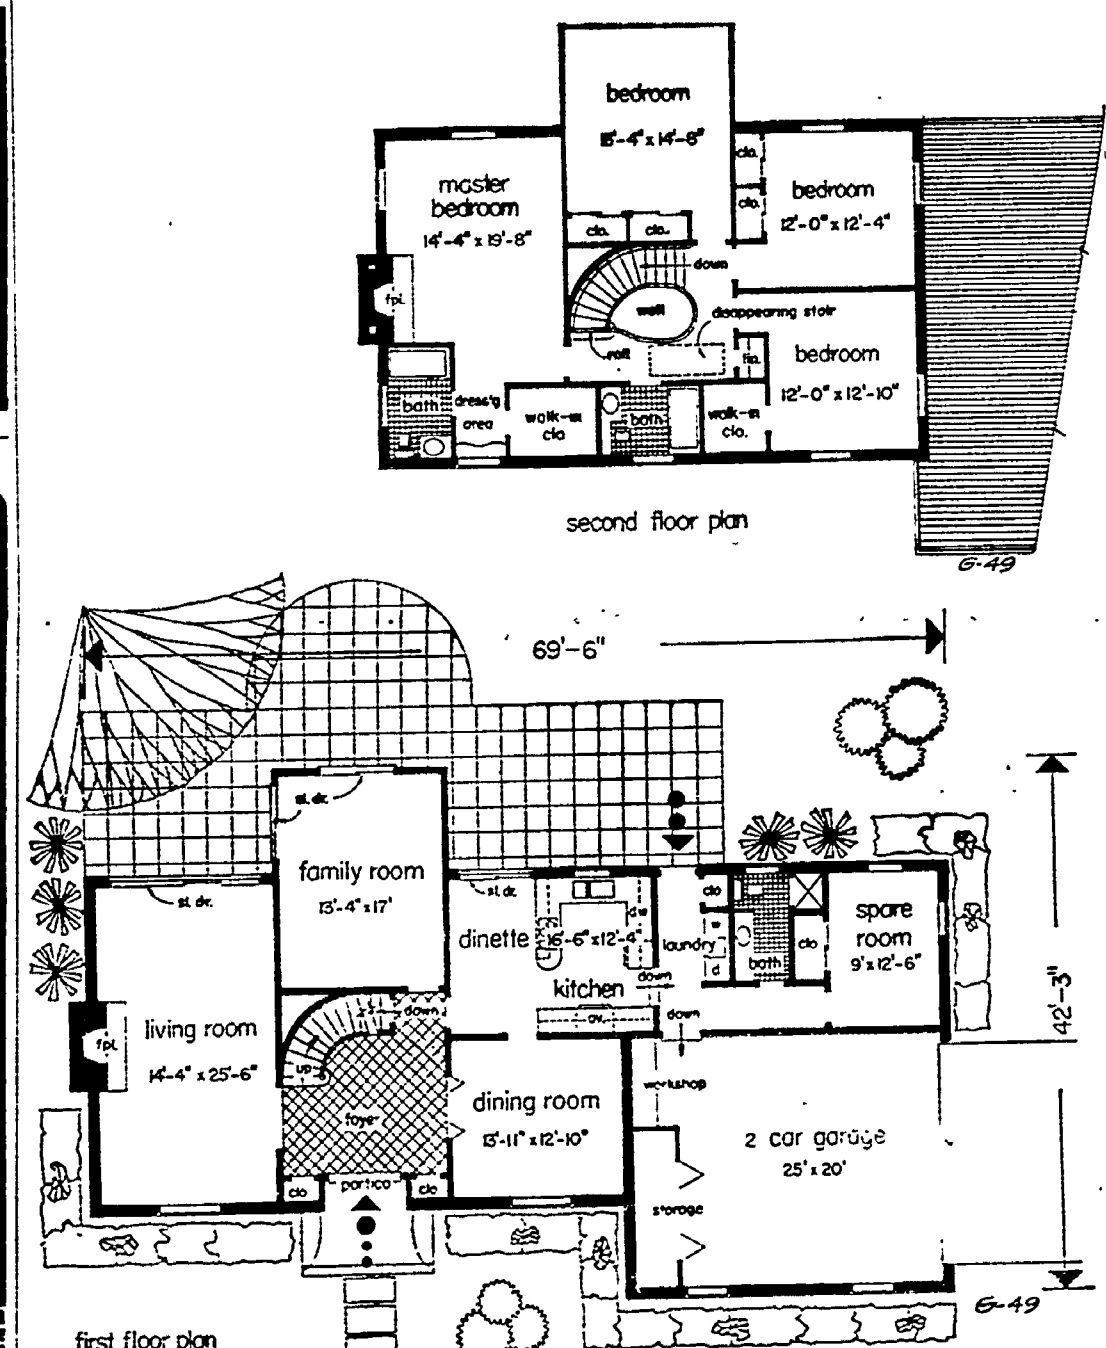 bedroom
15'-4" x 14'-8"
master
bedroom
14'-4" x 19'-8"
clo.
clo.
bedroom
12'-0" x 12'-4"
clo.
clo.
down
fpl.
well
disappearing stair
rail
lin.
bedroom
12'-0" x 12'-10"
bath
dress'g
area
walk-in
clo
bath
walk-in
clo.
second floor plan
G-49
69'-6"
sl. dr.
family room
13'-4" x 17'
sl. dr.
sl. dr.
dinette
16'-6" x 12'-4"
d.w
kitchen
down
ov.
laundry
clo
w
d
bath
clo
spare
room
9' x 12'-6"
living room
14'-4" x 25'-6"
fpl.
down
up
foyer
down
42'-3"
dining room
13'-11" x 12'-10"
workshop
2 car garage
25' x 20'
clo
portico
clo
storage
G-49
first floor plan